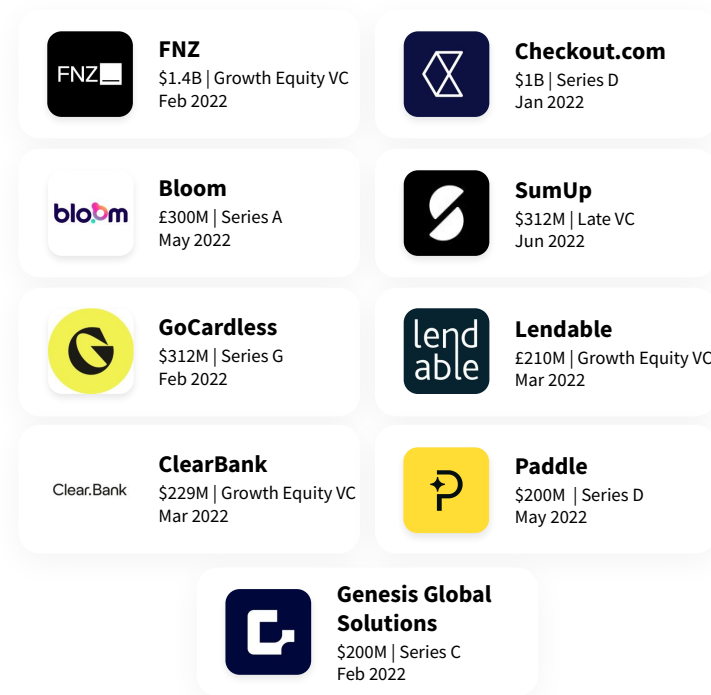 FNZ
FNZ
$1.4B | Growth Equity VC
Feb 2022
Checkout.com
$1B | Series D
Jan 2022
bloom
Bloom
£300M | Series A
May 2022
SumUp
$312M | Late VC
Jun 2022
GoCardless
$312M | Series G
Feb 2022
lend
able
Lendable
£210M | Growth Equity VC
Mar 2022
Clear.Bank
ClearBank
$229M | Growth Equity VC
Mar 2022
Paddle
$200M | Series D
May 2022
Genesis Global
Solutions
$200M | Series C
Feb 2022